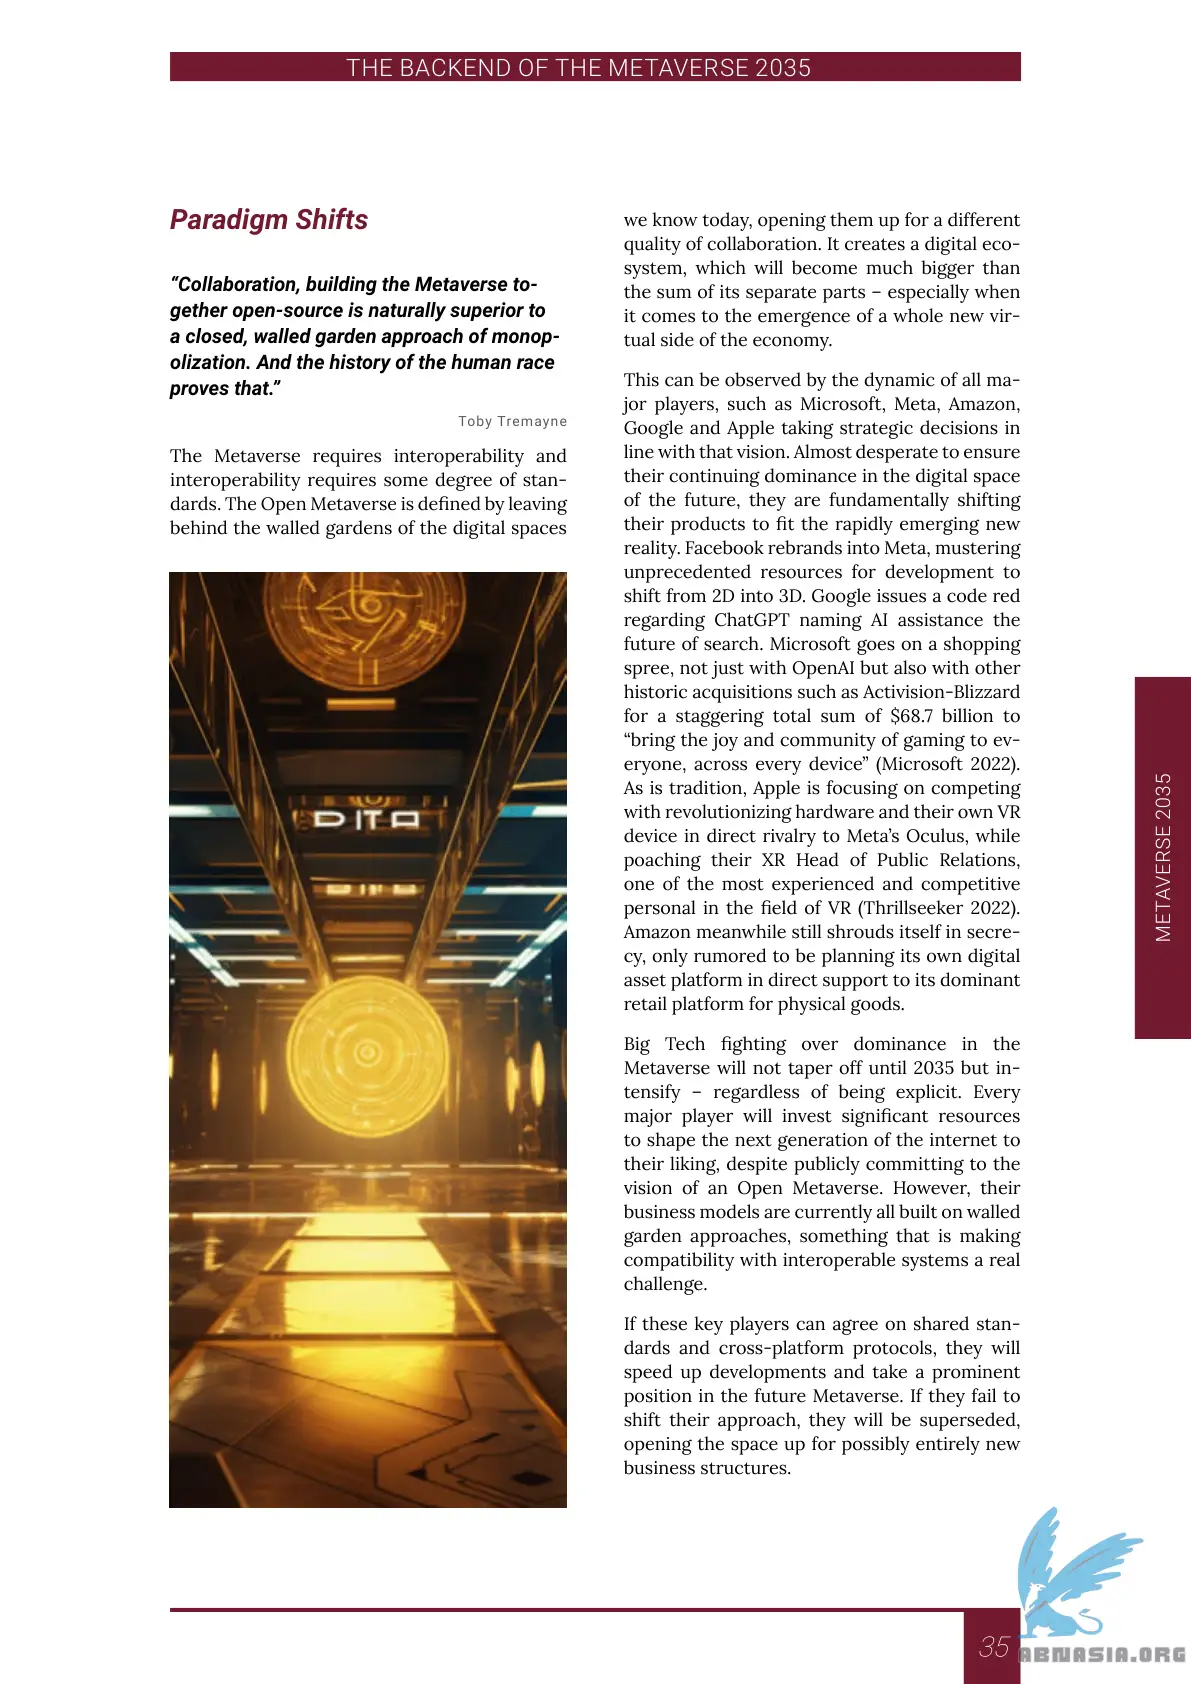 THE BACKEND OF THE METAVERSE 2035
Paradigm Shifts
“Collaboration, building the Metaverse to-
gether open-source is naturally superior to
a closed, walled garden approach of monop-
olization. And the history of the human race
proves that.”
Toby Tremayne
The Metaverse requires interoperability and
interoperability requires some degree of stan-
dards. The Open Metaverse is defined by leaving
behind the walled gardens of the digital spaces
we know today, opening them up for a different
quality of collaboration. It creates a digital eco-
system, which will become much bigger than
the sum of its separate parts – especially when
it comes to the emergence of a whole new vir-
tual side of the economy.
This can be observed by the dynamic of all ma-
jor players, such as Microsoft, Meta, Amazon,
Google and Apple taking strategic decisions in
line with that vision. Almost desperate to ensure
their continuing dominance in the digital space
of the future, they are fundamentally shifting
their products to fit the rapidly emerging new
reality. Facebook rebrands into Meta, mustering
unprecedented resources for development to
shift from 2D into 3D. Google issues a code red
regarding ChatGPT naming AI assistance the
future of search. Microsoft goes on a shopping
spree, not just with OpenAI but also with other
historic acquisitions such as Activision-Blizzard
for a staggering total sum of $68.7 billion to
“bring the joy and community of gaming to ev-
eryone, across every device” (Microsoft 2022).
As is tradition, Apple is focusing on competing
with revolutionizing hardware and their own VR
device in direct rivalry to Meta’s Oculus, while
poaching their XR Head of Public Relations,
one of the most experienced and competitive
personal in the field of VR (Thrillseeker 2022).
Amazon meanwhile still shrouds itself in secre-
cy, only rumored to be planning its own digital
asset platform in direct support to its dominant
retail platform for physical goods.
Big Tech fighting over dominance in the
Metaverse will not taper off until 2035 but in-
tensify – regardless of being explicit. Every
major player will invest significant resources
to shape the next generation of the internet to
their liking, despite publicly committing to the
vision of an Open Metaverse. However, their
business models are currently all built on walled
garden approaches, something that is making
compatibility with interoperable systems a real
challenge.
If these key players can agree on shared stan-
dards and cross-platform protocols, they will
speed up developments and take a prominent
position in the future Metaverse. If they fail to
shift their approach, they will be superseded,
opening the space up for possibly entirely new
business structures.
METAVERSE 2035
35
ABNASIA.ORG